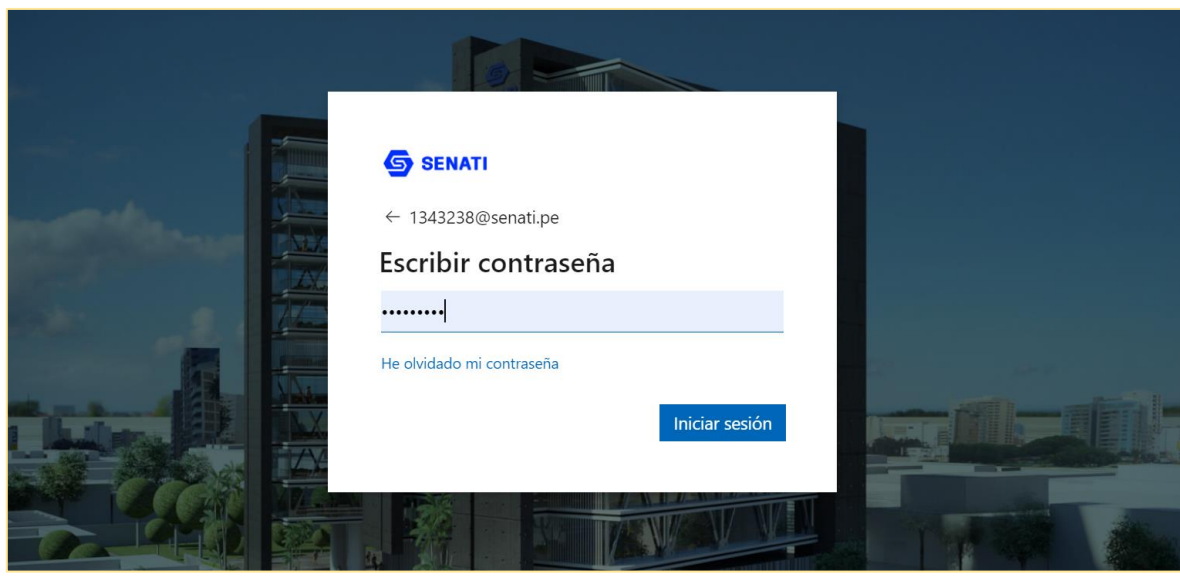 SENATI
← 1343238@senati.pe
Escribir contraseña
•••••••••
He olvidado mi contraseña
Iniciar sesión